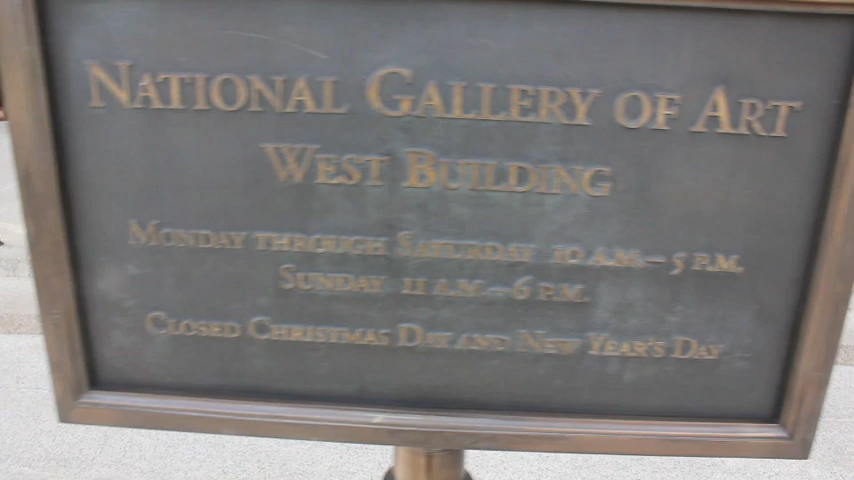 NATIONAL GALLERY OF ART
WEST BUILDING
MONDAY THROUGH SATURDAY 10 A.M. – 5 P.M.
SUNDAY 11 A.M. – 6 P.M.
CLOSED CHRISTMAS DAY AND NEW YEAR'S DAY